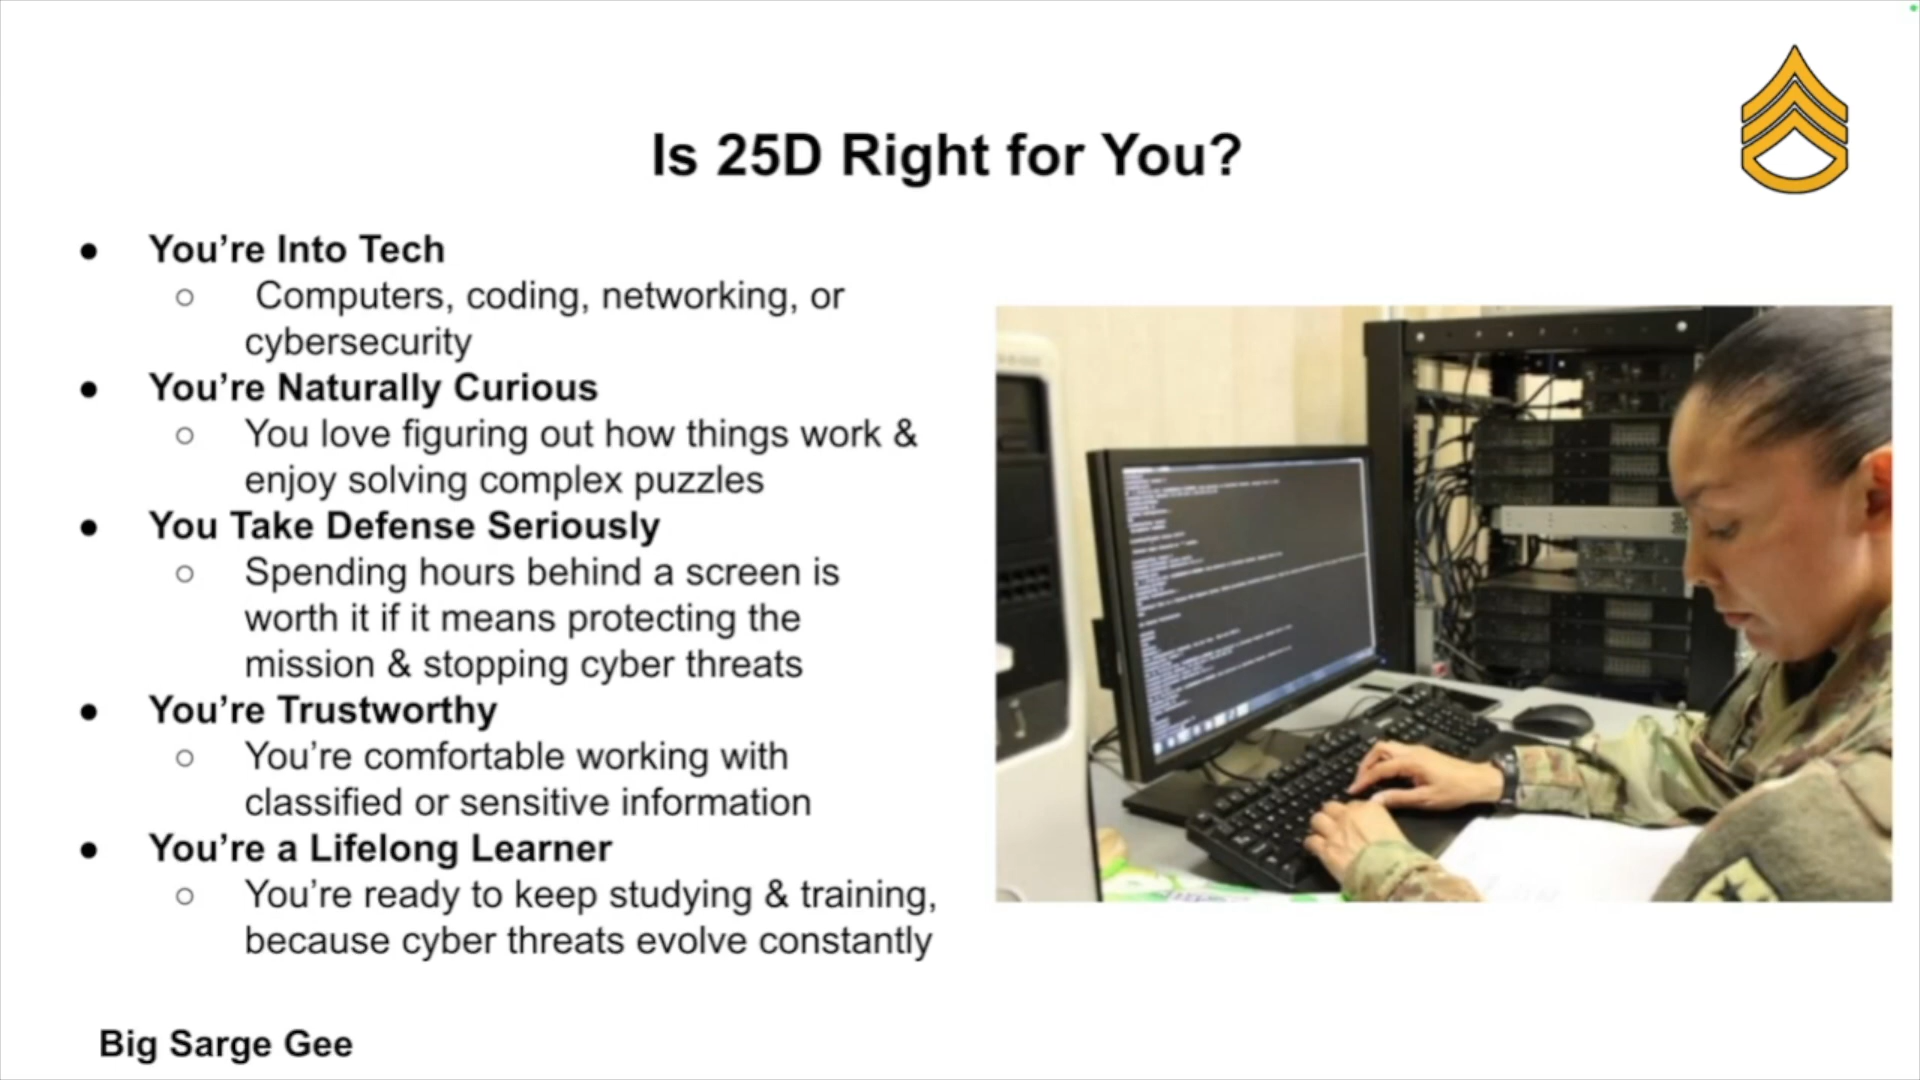 Is 25D Right for You?
● You’re Into Tech
○ Computers, coding, networking, or
cybersecurity
● You’re Naturally Curious
○ You love figuring out how things work &
enjoy solving complex puzzles
● You Take Defense Seriously
○ Spending hours behind a screen is
worth it if it means protecting the
mission & stopping cyber threats
● You’re Trustworthy
○ You’re comfortable working with
classified or sensitive information
● You’re a Lifelong Learner
○ You’re ready to keep studying & training,
because cyber threats evolve constantly
Big Sarge Gee